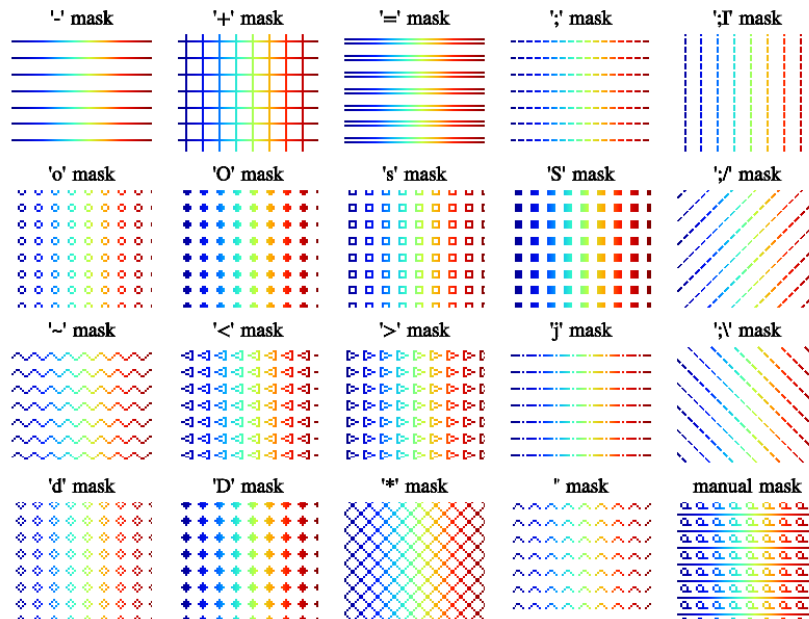 '-' mask
'+' mask
'=' mask
';' mask
';I' mask
'o' mask
'O' mask
's' mask
'S' mask
';/' mask
'~' mask
'<' mask
'>' mask
'j' mask
';\' mask
'd' mask
'D' mask
'*' mask
'' mask
manual mask